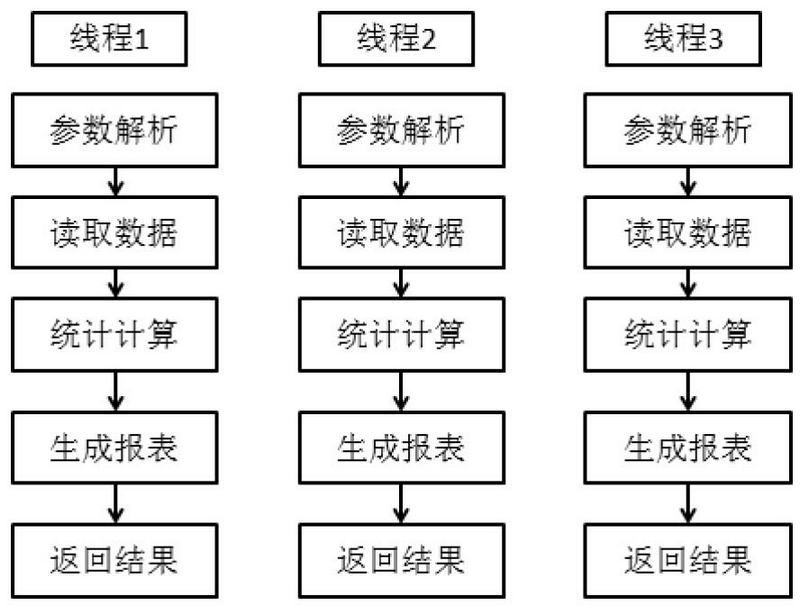 线程1
线程2
线程3
参数解析
参数解析
参数解析
读取数据
读取数据
读取数据
统计计算
统计计算
统计计算
生成报表
生成报表
生成报表
返回结果
返回结果
返回结果